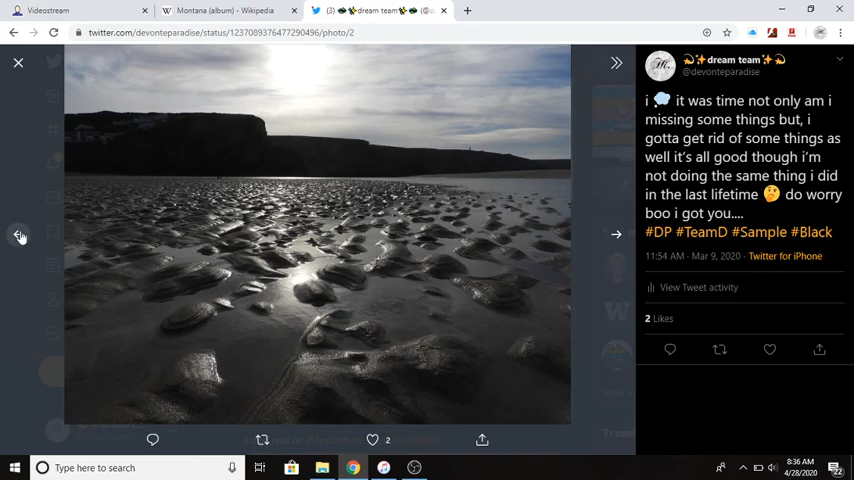 Videostream
Montana (album) - Wikipedia
(3) dream team
twitter.com/devonteparadise/status/1237089376477290496/photo/2
dream team
@devonteparadise
i 💭 it was time not only am i
missing some things but, i
gotta get rid of some things as
well it's all good though i'm
not doing the same thing i did
in the last lifetime 🤔 do worry
boo i got you....
#DP #TeamD #Sample #Black
11:54 AM · Mar 9, 2020 · Twitter for iPhone
View Tweet activity
2 Likes
2
Type here to search
8:36 AM
4/28/2020
22